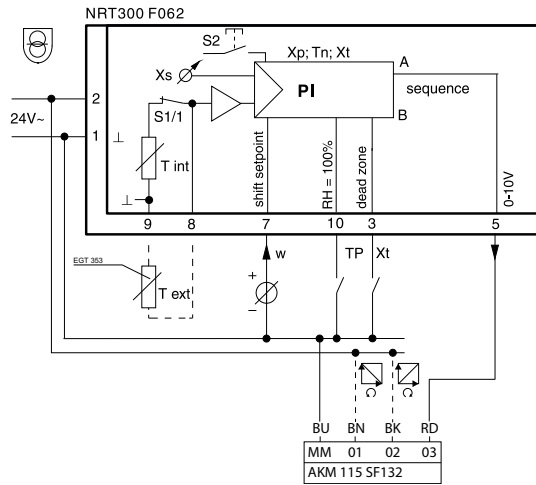 NRT300 F062
S2
Xp; Tn; Xt
A
Xs
PI
sequence
2
24V~
S1/1
B
1
T int
shift setpoint
RH = 100%
dead zone
0-10V
9 8 7 10 3 5
EGT 353
T ext
+
w
TP Xt
−
BU BN BK RD
MM 01 02 03
AKM 115 SF132